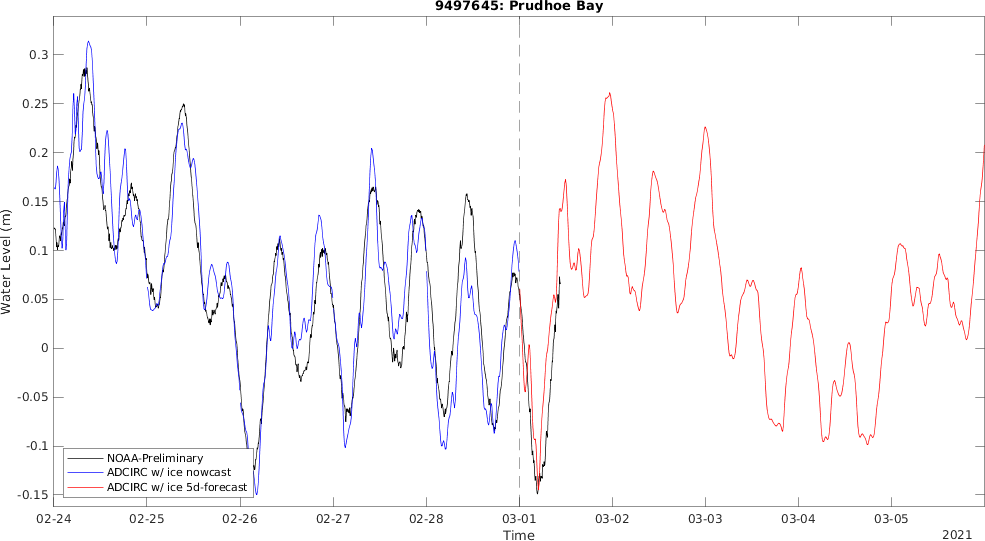 9497645: Prudhoe Bay
Water Level (m)
0.3
0.25
0.2
0.15
0.1
0.05
0
-0.05
-0.1
-0.15
NOAA-Preliminary
ADCIRC w/ ice nowcast
ADCIRC w/ ice 5d-forecast
02-24 02-25 02-26 02-27 02-28 03-01 03-02 03-03 03-04 03-05
Time
2021